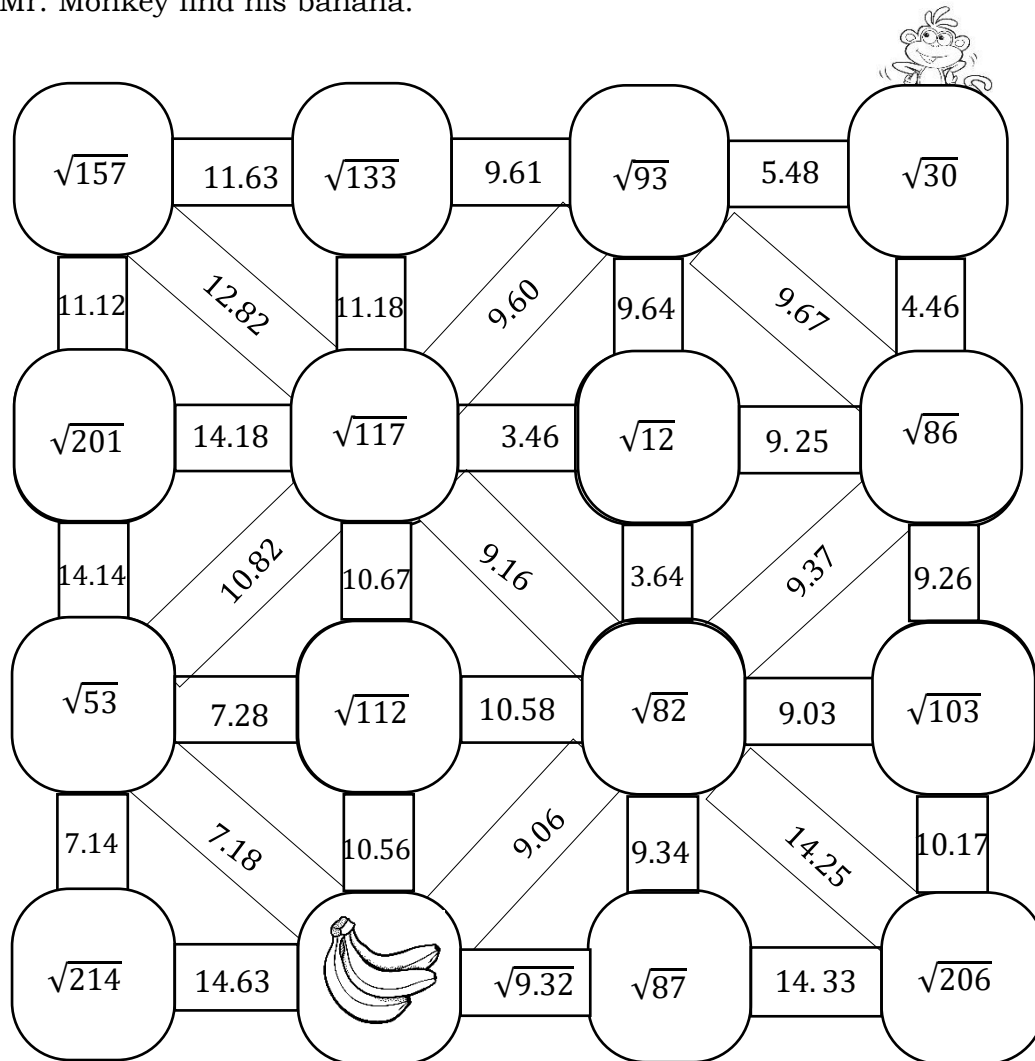 Mr. Monkey find his banana.
√157 11.63 √133 9.61 √93 5.48 √30
11.12 12.82 11.18 9.60 9.64 9.67 4.46
√201 14.18 √117 3.46 √12 9. 25 √86
14.14 10.82 10.67 9.16 3.64 9.37 9.26
√53 7.28 √112 10.58 √82 9.03 √103
7.14 7.18 10.56 9.06 9.34 14.25 10.17
√214 14.63 √9.32 √87 14. 33 √206